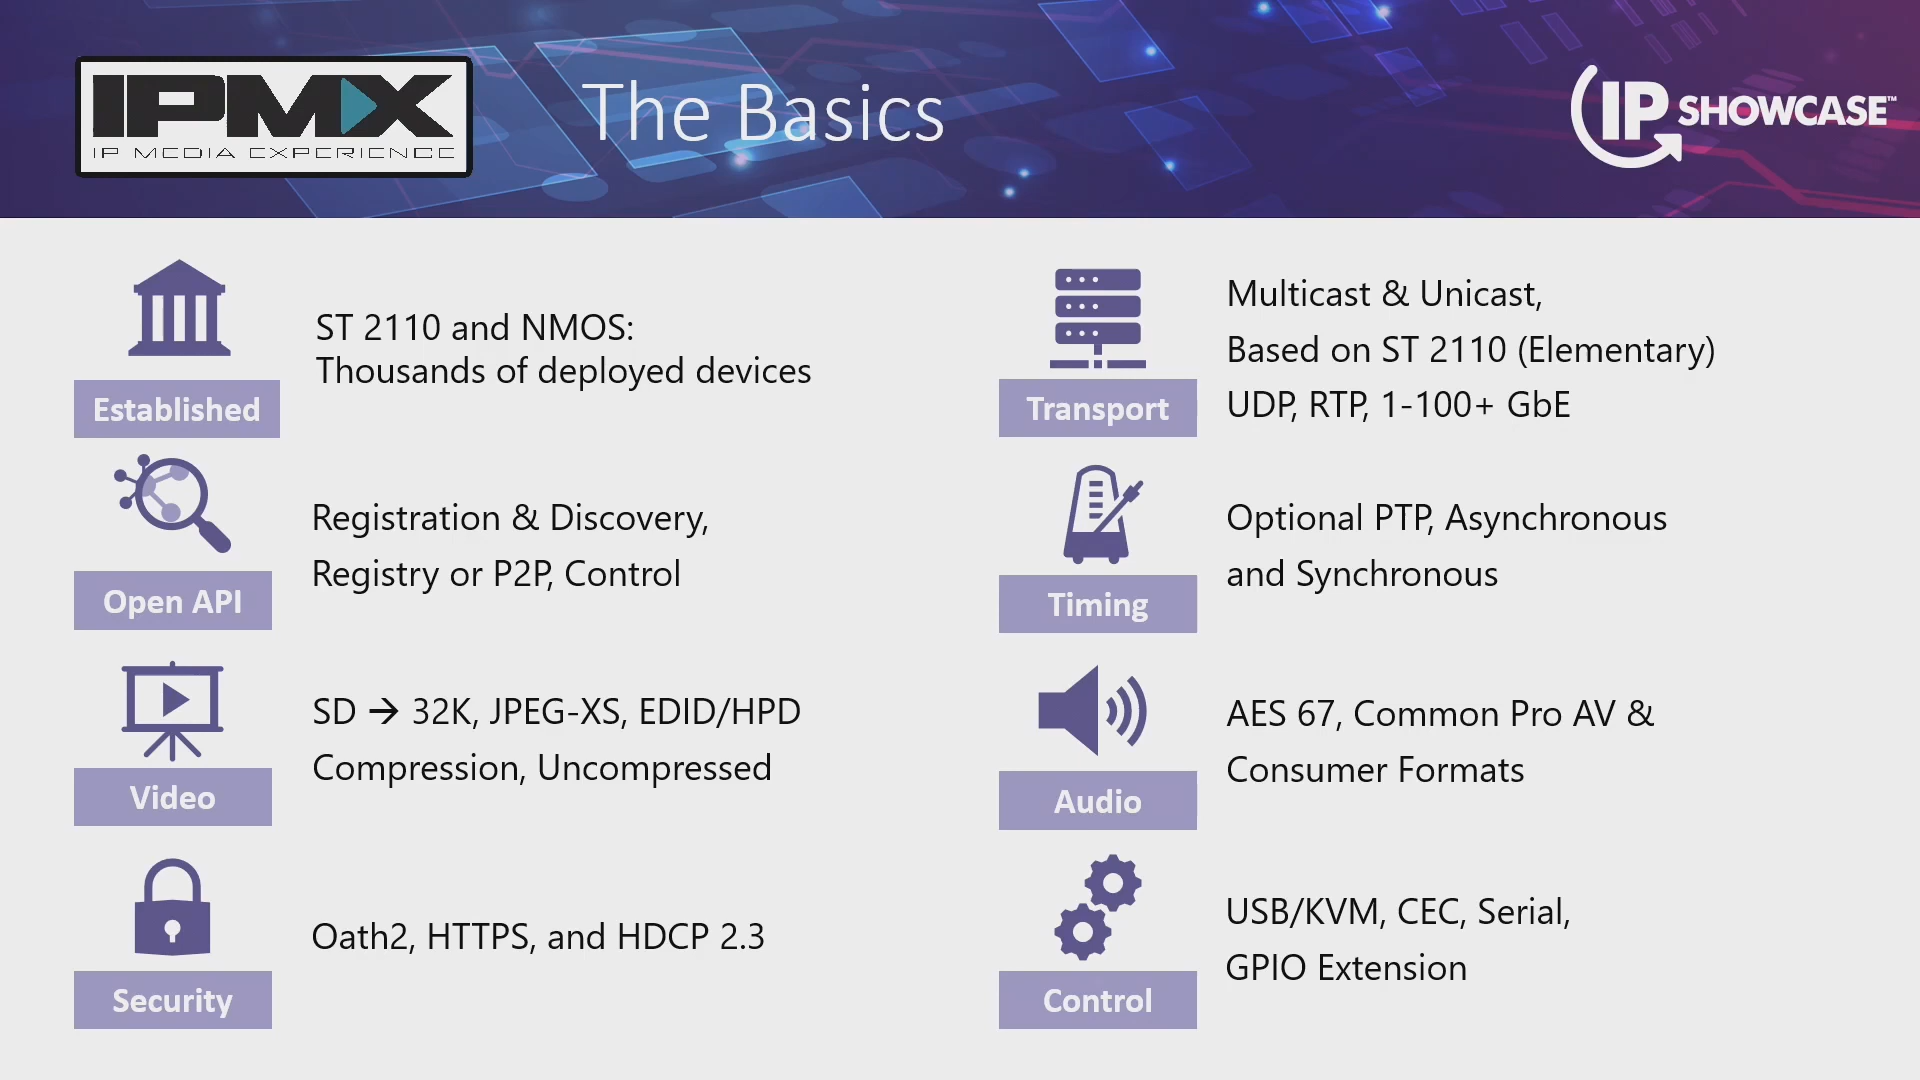 IPMX
IP MEDIA EXPERIENCE
The Basics
IP SHOWCASE™
Established
ST 2110 and NMOS:
Thousands of deployed devices
Open API
Registration & Discovery,
Registry or P2P, Control
Video
SD → 32K, JPEG-XS, EDID/HPD
Compression, Uncompressed
Security
Oath2, HTTPS, and HDCP 2.3
Transport
Multicast & Unicast,
Based on ST 2110 (Elementary)
UDP, RTP, 1-100+ GbE
Timing
Optional PTP, Asynchronous
and Synchronous
Audio
AES 67, Common Pro AV &
Consumer Formats
Control
USB/KVM, CEC, Serial,
GPIO Extension